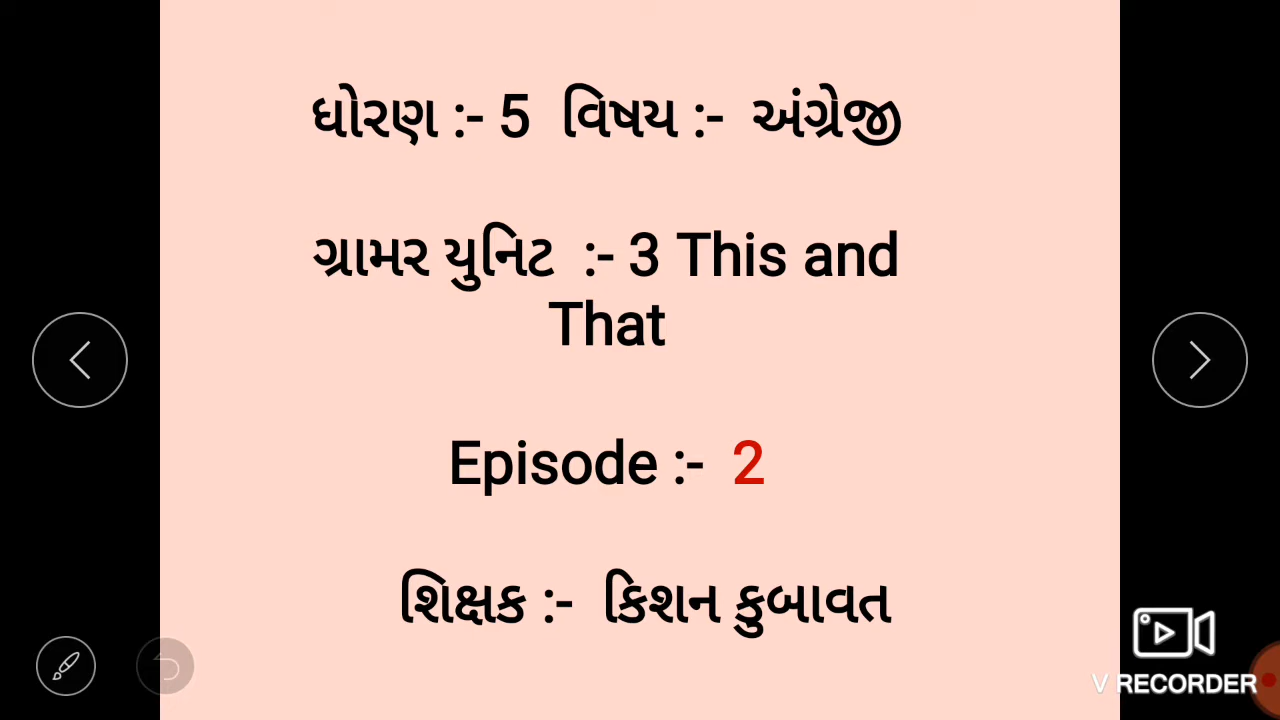 ધોરણ :- 5 વિષય :- અંગ્રેજી
ગ્રામર યુનિટ :- 3 This and
That
Episode :- 2
શિક્ષક :- કિશન કુબાવત
V RECORDER